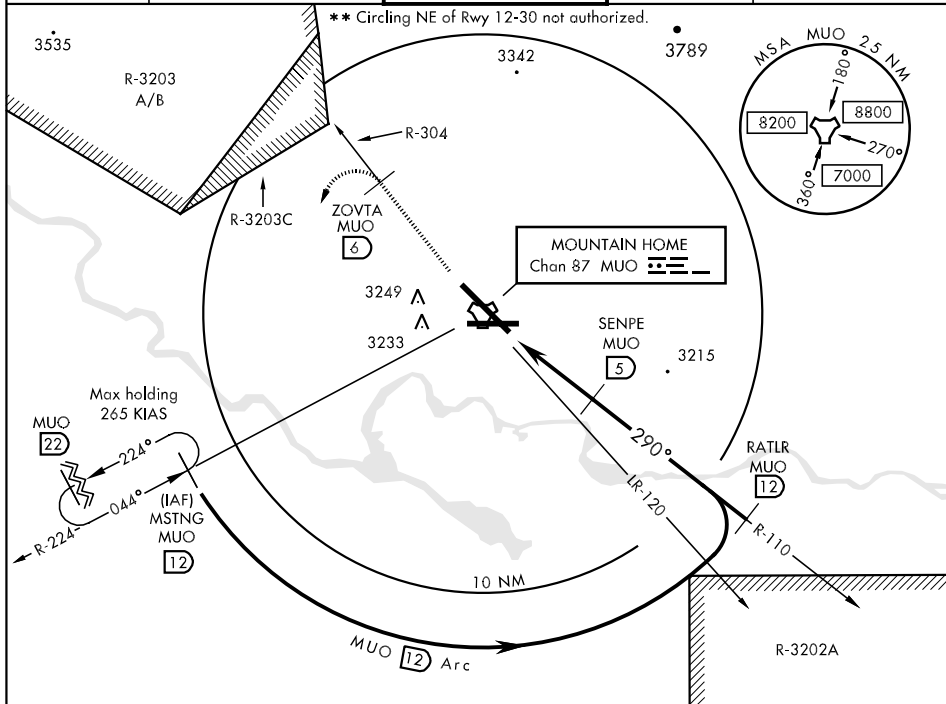 ** Circling NE of Rwy 12-30 not authorized.
3535
R-3203
A/B
3342
3789
MSA MUO 25 NM
180°
8200
8800
270°
360°
7000
R-304
R-3203C
ZOVTA
MUO
6
MOUNTAIN HOME
Chan 87 MUO
3249
3233
SENPE
MUO
5
3215
Max holding
265 KIAS
MUO
22
224°
044°
R-224
(IAF)
MSTNG
MUO
12
290°
LR-120
RATLR
MUO
12
R-110
10 NM
MUO 12 Arc
R-3202A